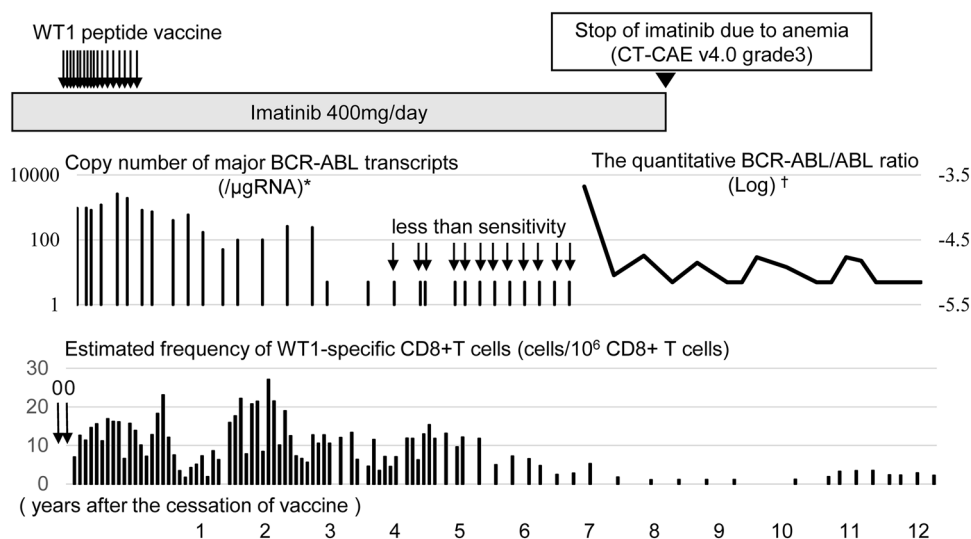 WT1 peptide vaccine
Stop of imatinib due to anemia
(CT-CAE v4.0 grade3)
Imatinib 400mg/day
Copy number of major BCR-ABL transcripts
(/µgRNA)*
The quantitative BCR-ABL/ABL ratio
(Log) †
10000
100
1
less than sensitivity
-3.5
-4.5
-5.5
Estimated frequency of WT1-specific CD8+T cells (cells/10⁶ CD8+ T cells)
30
20
10
0
00
( years after the cessation of vaccine )
1 2 3 4 5 6 7 8 9 10 11 12